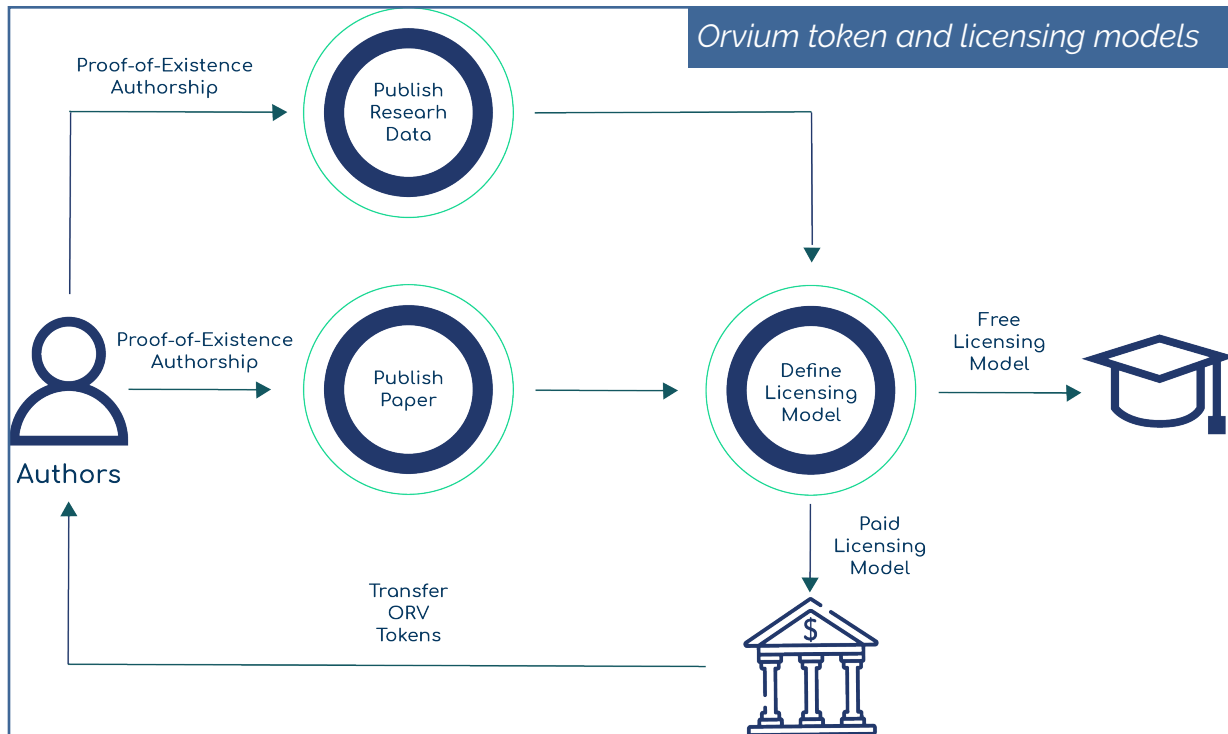 Orvium token and licensing models
Proof-of-Existence
Authorship
Publish
Researh
Data
Proof-of-Existence
Authorship
Publish
Paper
Define
Licensing
Model
Free
Licensing
Model
Authors
Paid
Licensing
Model
$
Transfer
ORV
Tokens